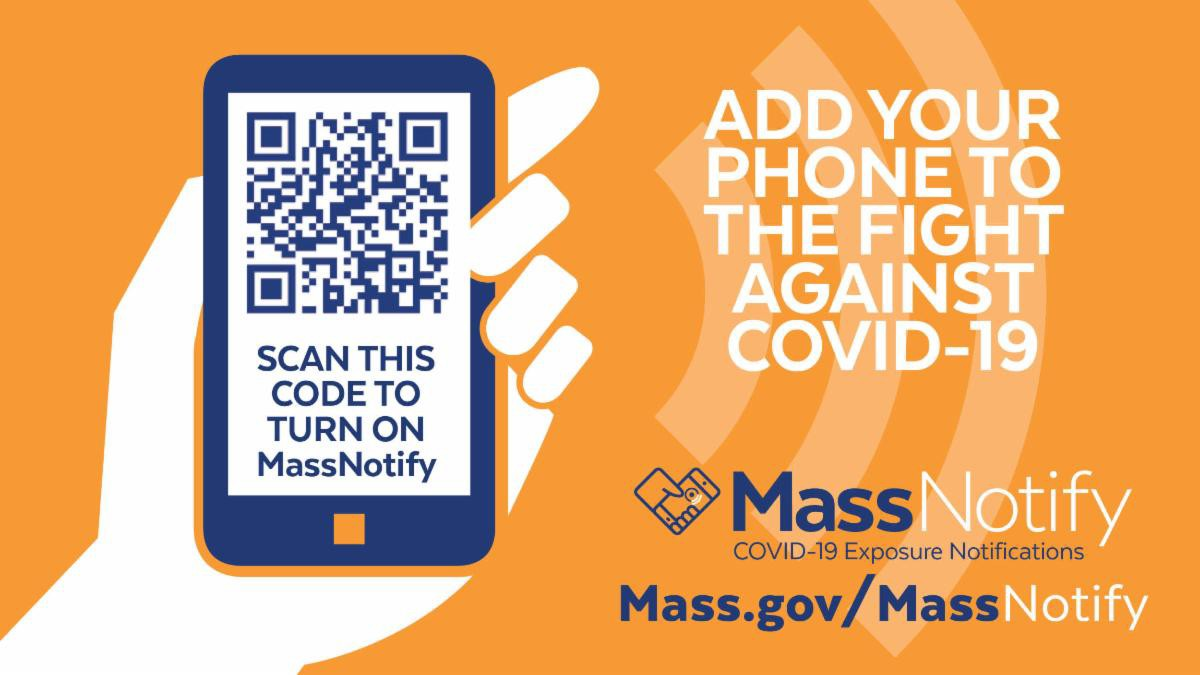 SCAN THIS
CODE TO
TURN ON
MassNotify
ADD YOUR
PHONE TO
THE FIGHT
AGAINST
COVID-19
MassNotify
COVID-19 Exposure Notifications
Mass.gov/MassNotify